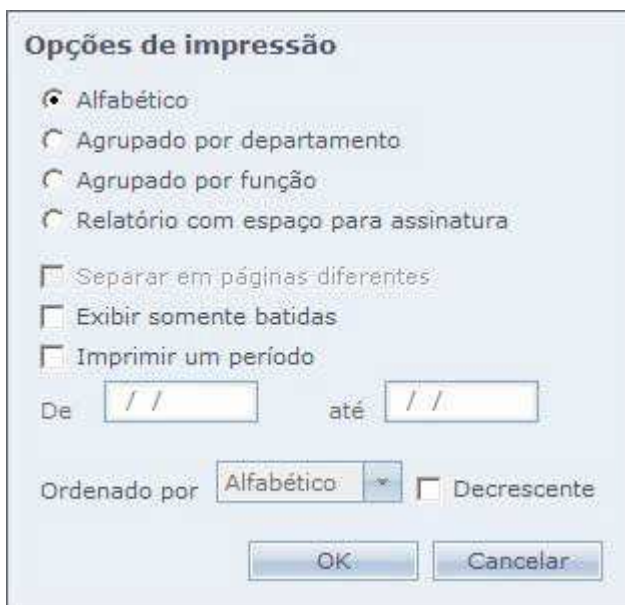 Opções de impressão
Alfabético
Agrupado por departamento
Agrupado por função
Relatório com espaço para assinatura
Separar em páginas diferentes
Exibir somente batidas
Imprimir um período
De / / até / /
Ordenado por Alfabético Decrescente
OK Cancelar